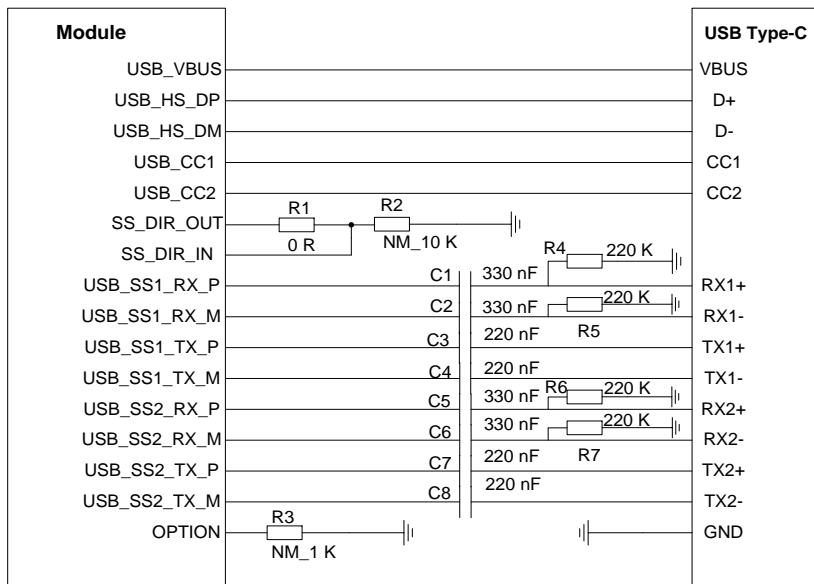 Module
USB Type-C
USB_VBUS
VBUS
USB_HS_DP
D+
USB_HS_DM
D-
USB_CC1
CC1
USB_CC2
CC2
SS_DIR_OUT
R1
R2
0 R
NM_10 K
SS_DIR_IN
R4
220 K
USB_SS1_RX_P
C1
330 nF
RX1+
220 K
USB_SS1_RX_M
C2
330 nF
RX1-
R5
USB_SS1_TX_P
C3
220 nF
TX1+
USB_SS1_TX_M
C4
220 nF
TX1-
R6
220 K
USB_SS2_RX_P
C5
330 nF
RX2+
220 K
USB_SS2_RX_M
C6
330 nF
RX2-
R7
USB_SS2_TX_P
C7
220 nF
TX2+
USB_SS2_TX_M
C8
220 nF
TX2-
OPTION
R3
NM_1 K
GND